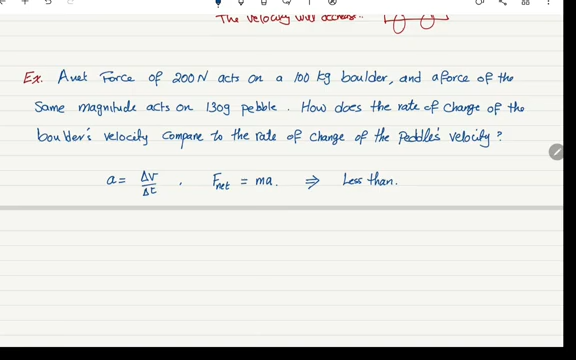 The velocity will decrease.
Ex. A net Force of 200 N acts on a 100 kg boulder, and a force of the
Same magnitude acts on 130g pebble. How does the rate of change of the
boulder's velocity compare to the rate of change of the Pebble's velocity?
a = Δv/Δt , Fnet = ma. ⇒ Less than.